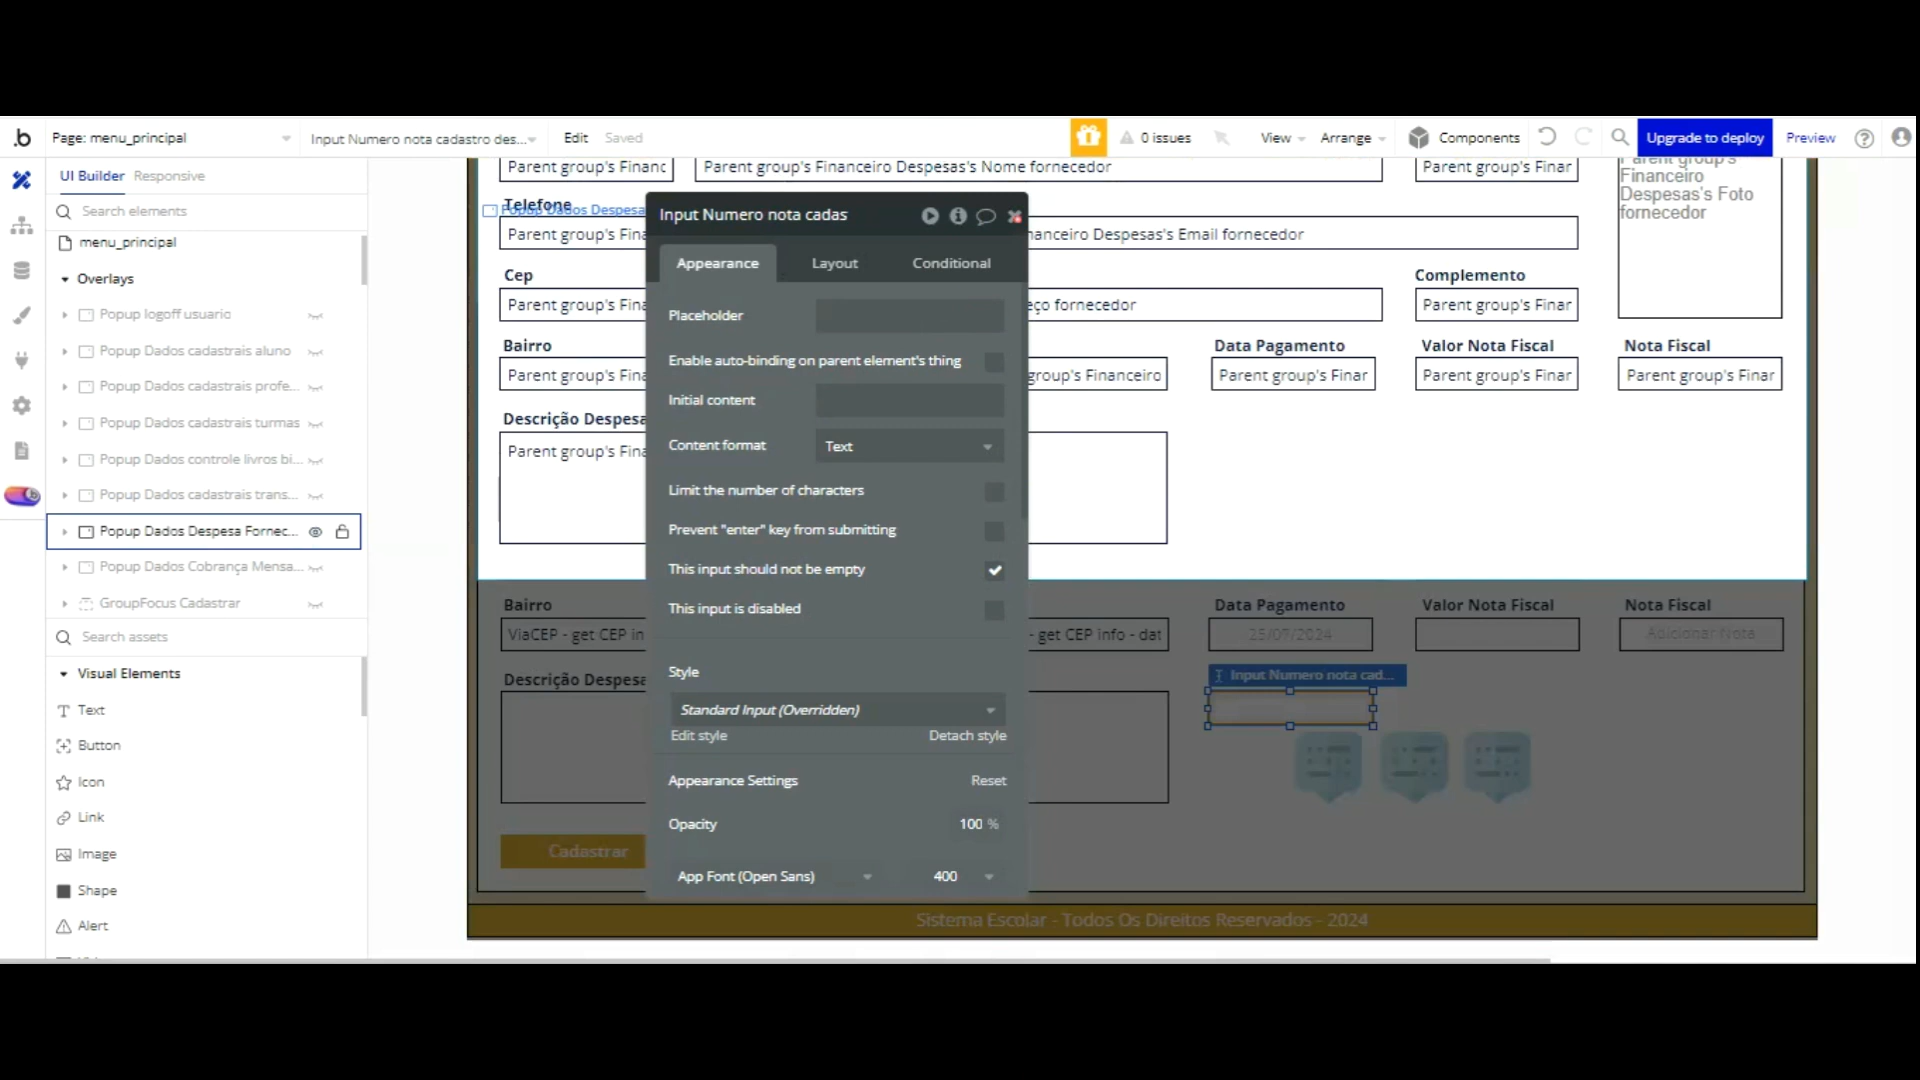 .b Page: menu_principal Input Numero nota cadastro des... Edit Saved 0 issues View Arrange Components Upgrade to deploy Preview
UI Builder Responsive
Search elements
menu_principal
Overlays
Popup logoff usuario
Popup Dados cadastrais aluno
Popup Dados cadastrais profe...
Popup Dados cadastrais turmas
Popup Dados controle livros bi...
Popup Dados cadastrais trans...
Popup Dados Despesa Fornec...
Popup Dados Cobrança Mensa...
GroupFocus Cadastrar
Search assets
Visual Elements
Text
Button
Icon
Link
Image
Shape
Alert
Parent group's Financ Parent group's Financeiro Despesas's Nome fornecedor Parent group's Finar
Parent group's
Financeiro
Despesas's Foto
fornecedor
Telefone
Popup Dados Despesa
Parent group's Fina nanceiro Despesas's Email fornecedor
Cep Complemento
Parent group's Fina eço fornecedor Parent group's Finar
Bairro Data Pagamento Valor Nota Fiscal Nota Fiscal
Parent group's Fina group's Financeiro Parent group's Finar Parent group's Finar Parent group's Finar
Descrição Despesa
Parent group's Fina
Input Numero nota cadas
Appearance Layout Conditional
Placeholder
Enable auto-binding on parent element's thing
Initial content
Content format Text
Limit the number of characters
Prevent "enter" key from submitting
This input should not be empty
This input is disabled
Style
Standard Input (Overridden)
Edit style Detach style
Appearance Settings Reset
Opacity 100 %
App Font (Open Sans) 400
Bairro Data Pagamento Valor Nota Fiscal Nota Fiscal
ViaCEP - get CEP in - get CEP info - dat 25/07/2024 Adicionar Nota
Descrição Despesa Input Numero nota cad...
Cadastrar
Sistema Escolar - Todos Os Direitos Reservados - 2024